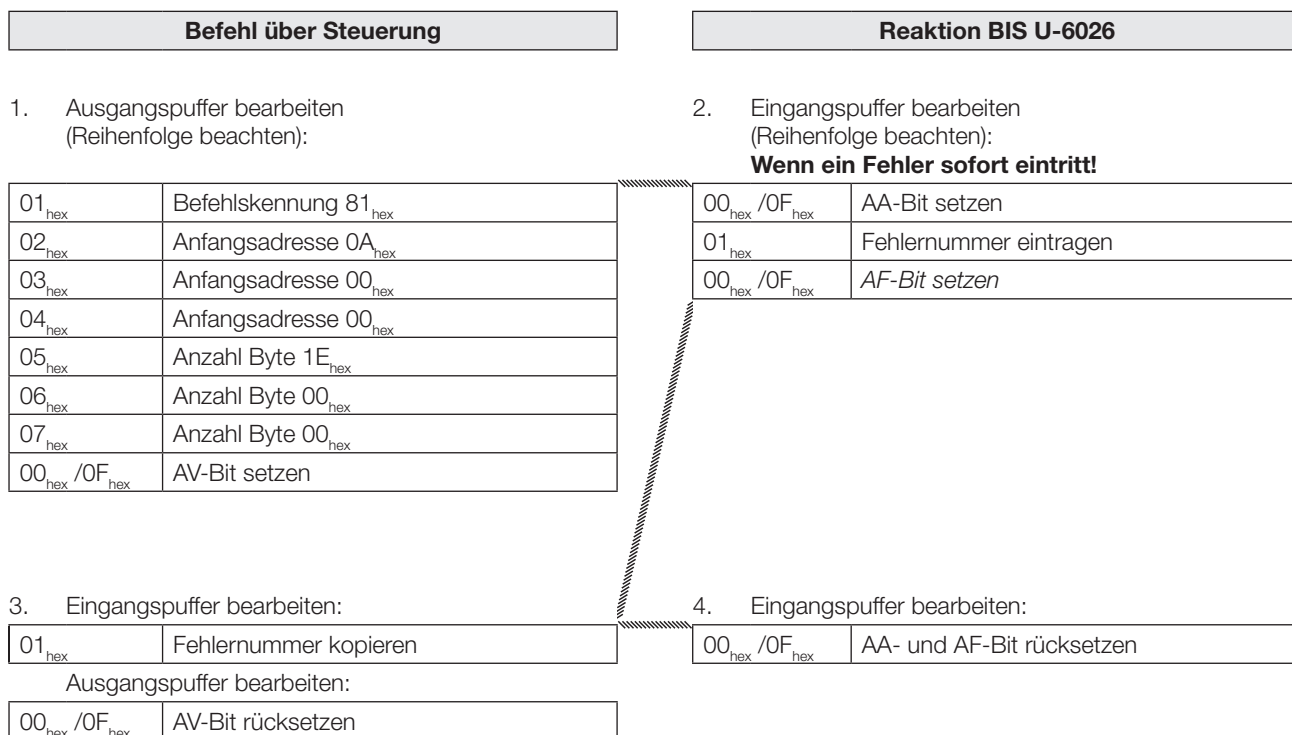 Befehl über Steuerung
Reaktion BIS U-6026
1. Ausgangspuffer bearbeiten
(Reihenfolge beachten):
01hex Befehlskennung 81hex
02hex Anfangsadresse 0Ahex
03hex Anfangsadresse 00hex
04hex Anfangsadresse 00hex
05hex Anzahl Byte 1Ehex
06hex Anzahl Byte 00hex
07hex Anzahl Byte 00hex
00hex /0Fhex AV-Bit setzen
2. Eingangspuffer bearbeiten
(Reihenfolge beachten):
Wenn ein Fehler sofort eintritt!
00hex /0Fhex AA-Bit setzen
01hex Fehlernummer eintragen
00hex /0Fhex AF-Bit setzen
3. Eingangspuffer bearbeiten:
01hex Fehlernummer kopieren
Ausgangspuffer bearbeiten:
00hex /0Fhex AV-Bit rücksetzen
4. Eingangspuffer bearbeiten:
00hex /0Fhex AA- und AF-Bit rücksetzen